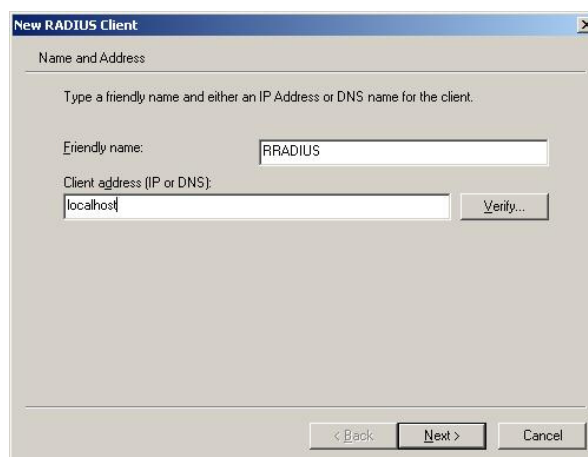 New RADIUS Client
Name and Address
Type a friendly name and either an IP Address or DNS name for the client.
Friendly name:
RRADIUS
Client address (IP or DNS):
localhost
Verify...
< Back
Next >
Cancel